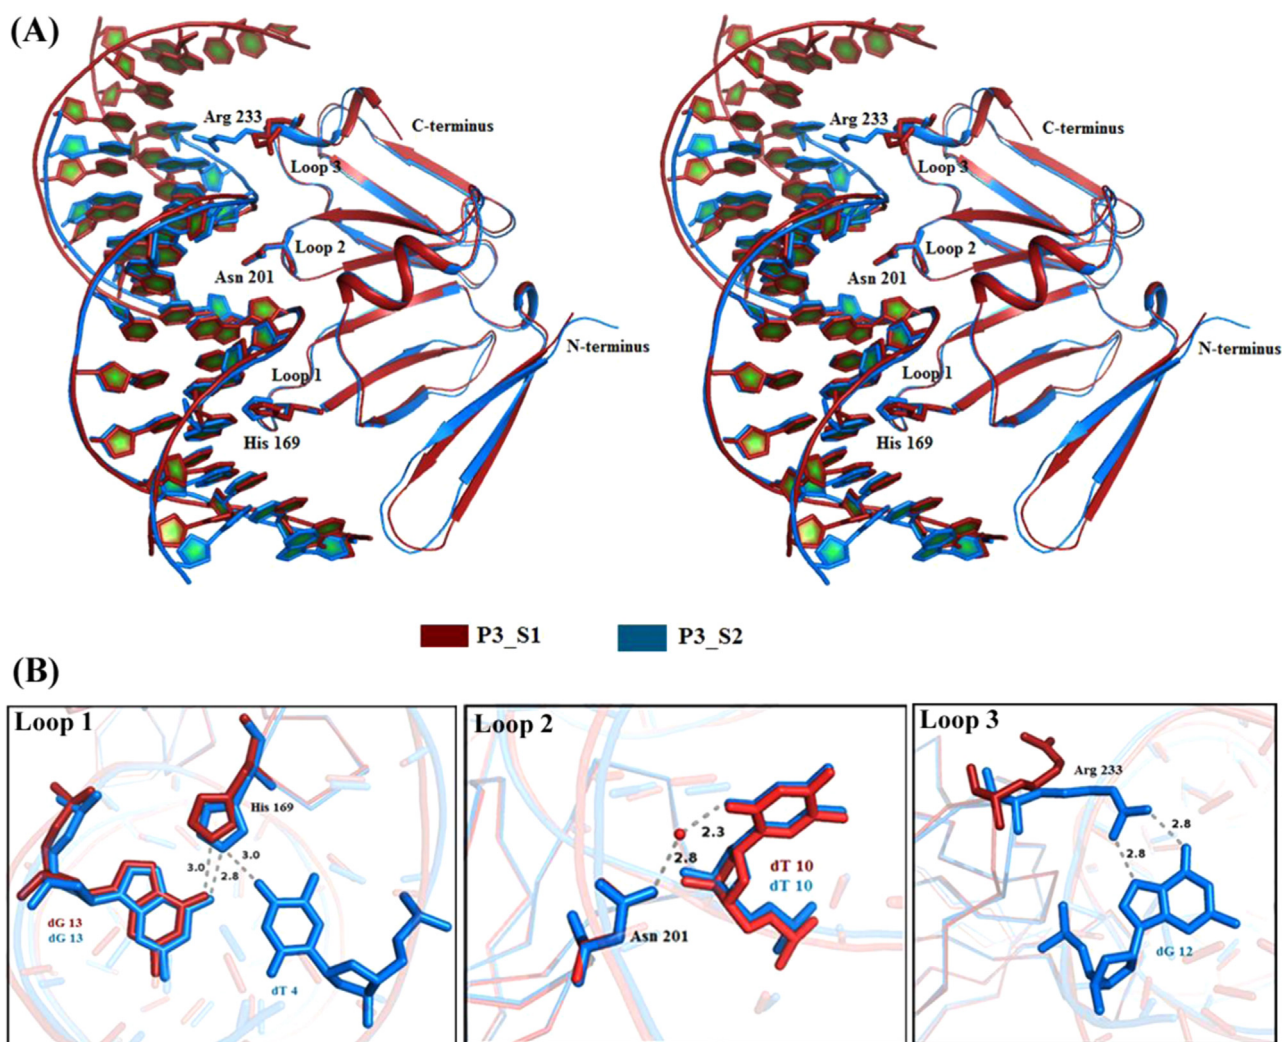 (A)
Arg 233
C-terminus
Loop 3
Loop 2
Asn 201
N-terminus
Loop 1
His 169
Arg 233
C-terminus
Loop 3
Loop 2
Asn 201
N-terminus
Loop 1
His 169
P3_S1
P3_S2
(B)
Loop 1
His 169
3.0
3.0
2.8
dG 13
dG 13
dT 4
Loop 2
2.3
2.8
dT 10
dT 10
Asn 201
Loop 3
Arg 233
2.8
2.8
dG 12